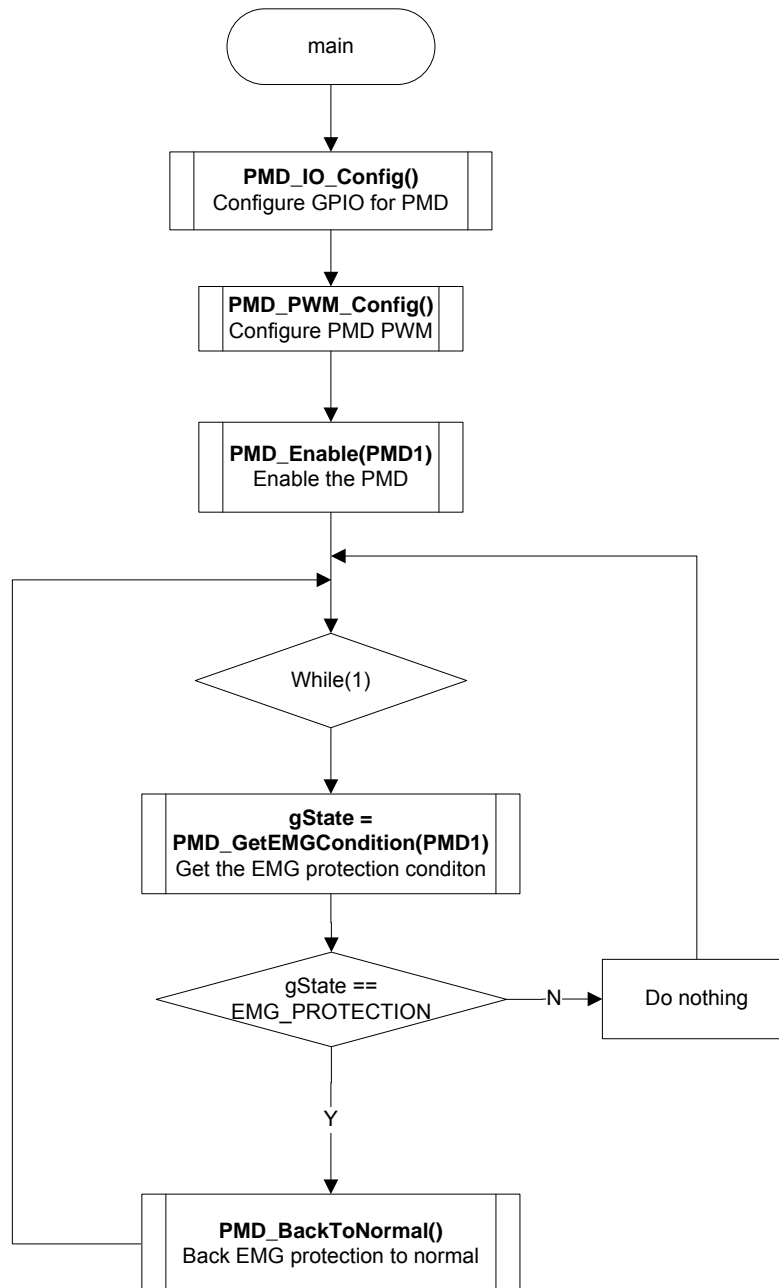 main
PMD_IO_Config()
Configure GPIO for PMD
PMD_PWM_Config()
Configure PMD PWM
PMD_Enable(PMD1)
Enable the PMD
While(1)
gState =
PMD_GetEMGCondition(PMD1)
Get the EMG protection conditon
gState ==
EMG_PROTECTION
N
Do nothing
Y
PMD_BackToNormal()
Back EMG protection to normal